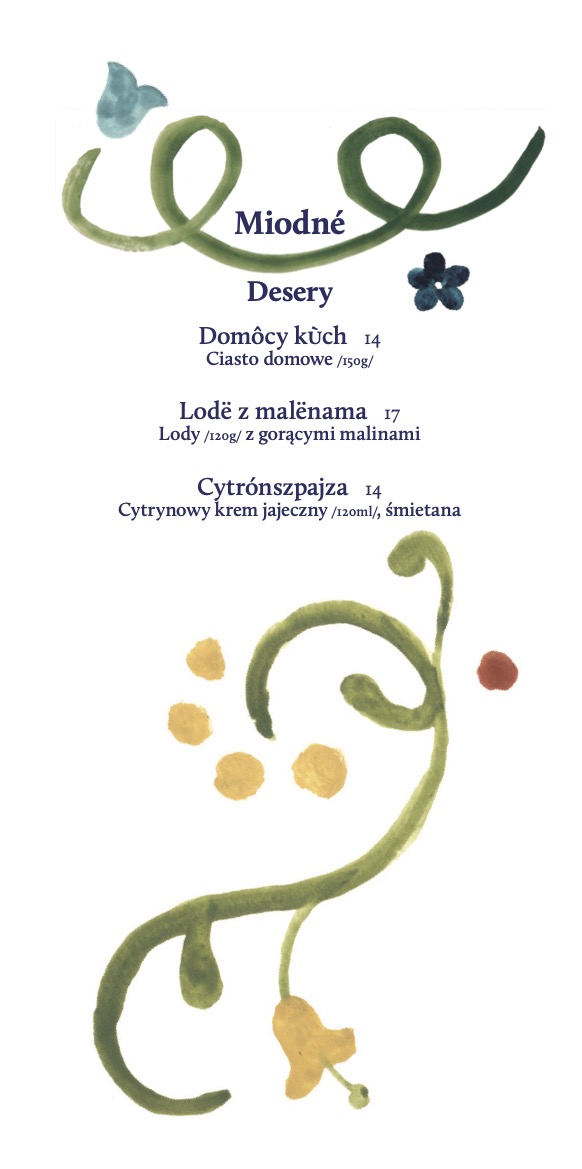 Miodné
Desery
Domôcy kùch 14
Ciasto domowe /150g/
Lodë z malënama 17
Lody /120g/ z gorącymi malinami
Cytrónszpajza 14
Cytrynowy krem jajeczny /120ml/, śmietana